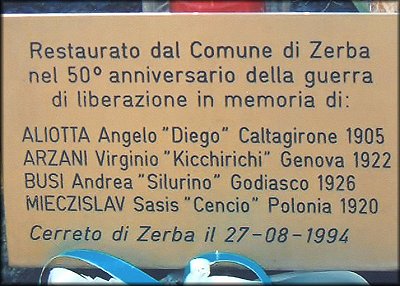 Restaurato dal Comune di Zerba
nel 50° anniversario della guerra
di liberazione in memoria di:
ALIOTTA Angelo "Diego" Caltagirone 1905
ARZANI Virginio "Kicchirichi" Genova 1922
BUSI Andrea "Silurino" Godiasco 1926
MIECZISLAV Sasis "Cencio" Polonia 1920
Cerreto di Zerba il 27-08-1994